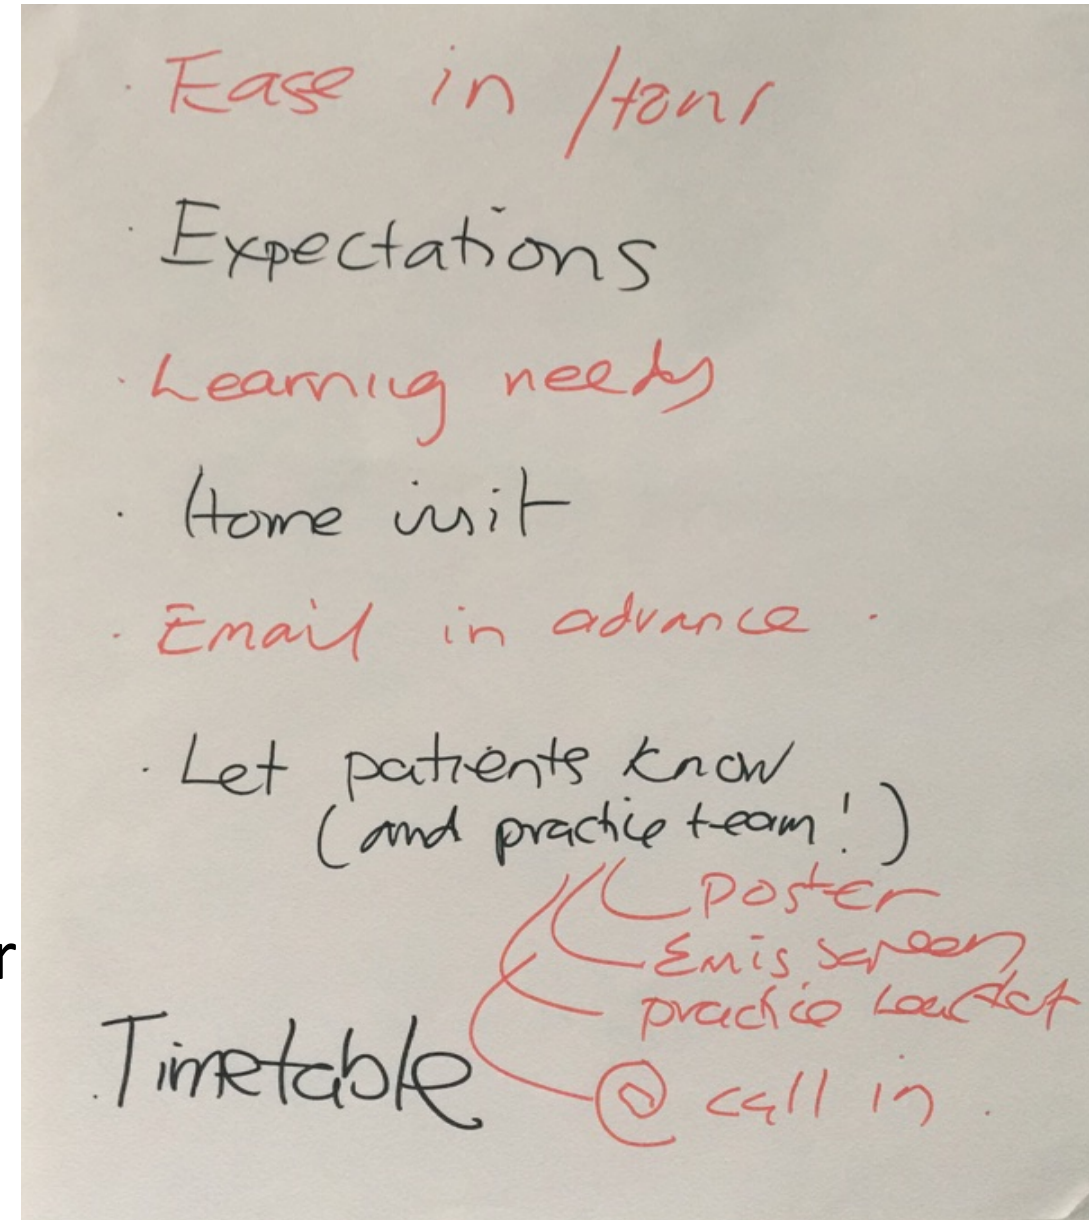 · Ease in / tour
· Expectations
· Learning needs
· Home visit
· Email in advance ·
· Let patients know
(and practice team!)
poster
Emis screen
practice leaflet
r
. Timetable
@ call in .